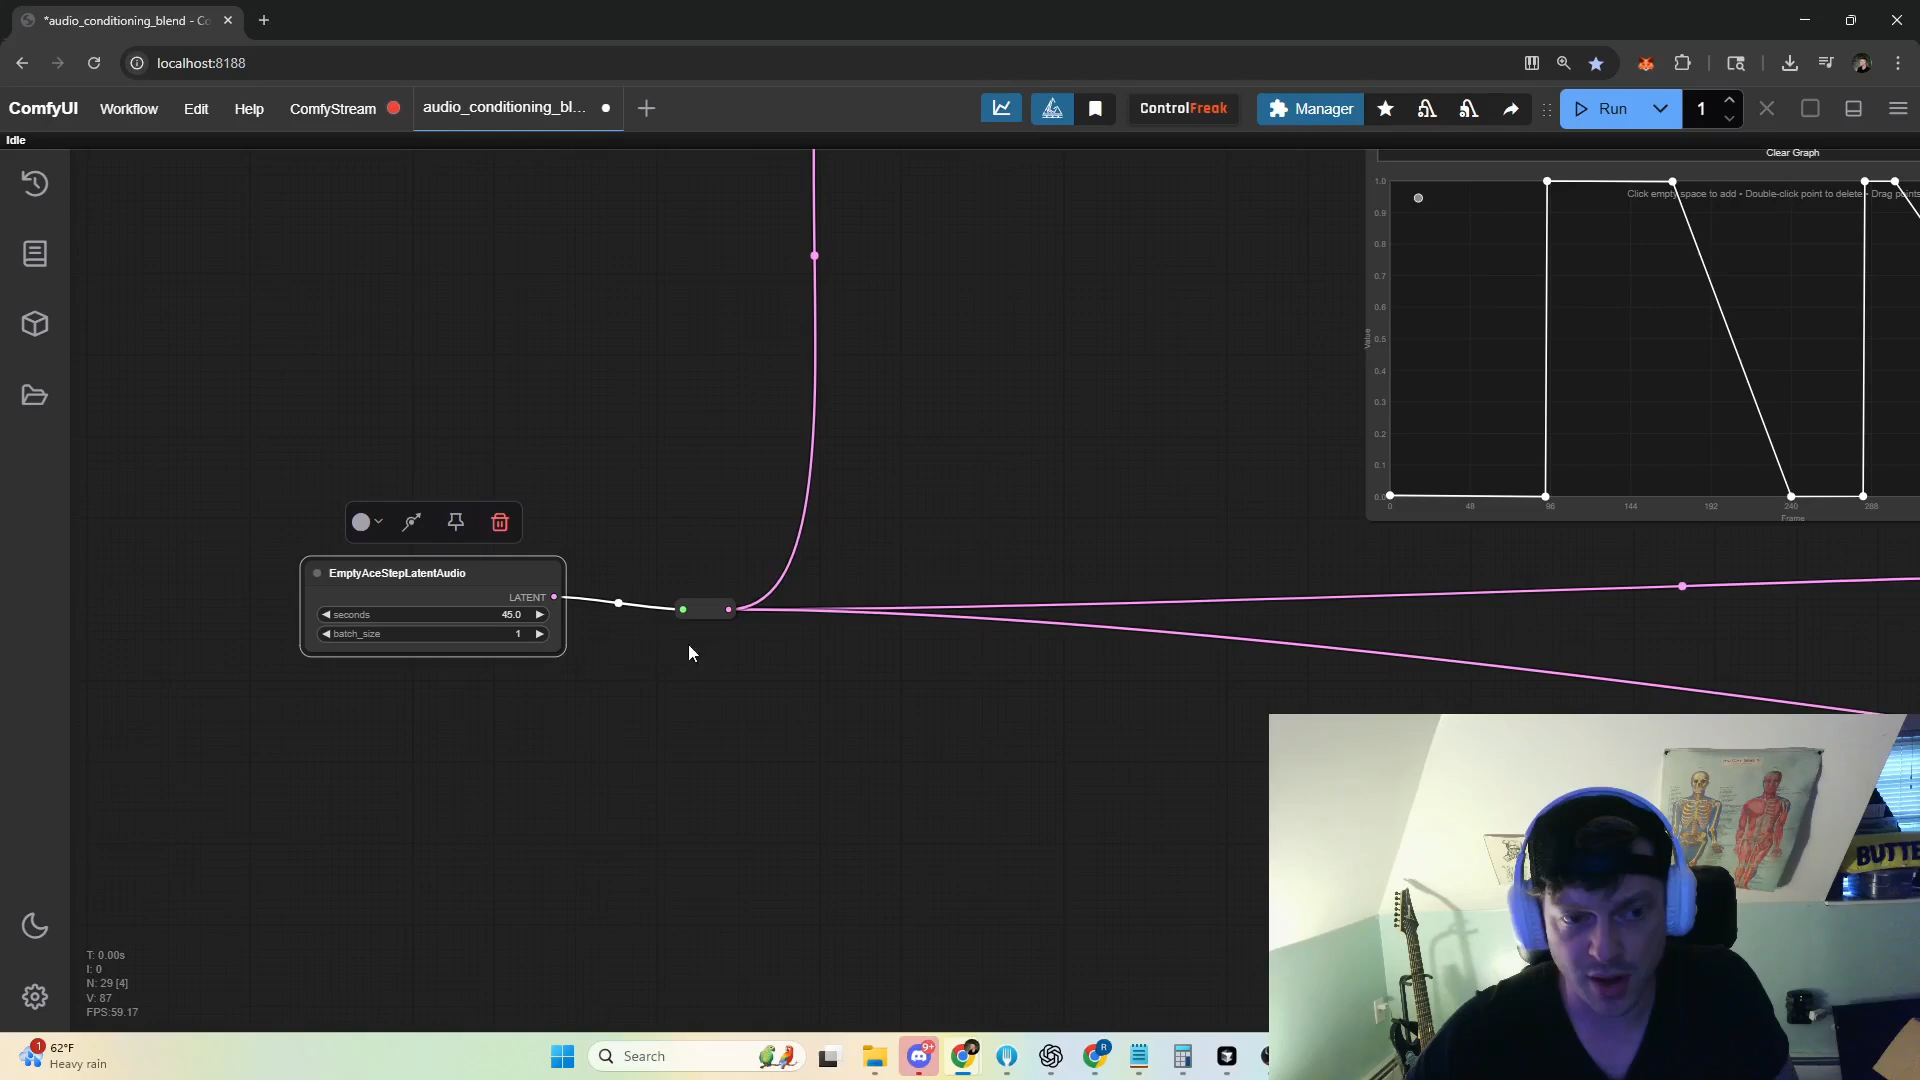 *audio_conditioning_blend - Co
localhost:8188
ComfyUI
Workflow
Edit
Help
ComfyStream
audio_conditioning_bl...
ControlFreak
Manager
Run
1
Idle
Clear Graph
Click empty space to add • Double-click point to delete • Drag points
1.0
0.9
0.8
0.7
0.6
0.5
0.4
0.3
0.2
0.1
0.0
Value
0
48
96
144
192
240
288
Frame
EmptyAceStepLatentAudio
LATENT
seconds
45.0
batch_size
1
T: 0.00s
I: 0
N: 29 [4]
V: 87
FPS:59.17
BUTTE
1
62°F
Heavy rain
Search
9+
R